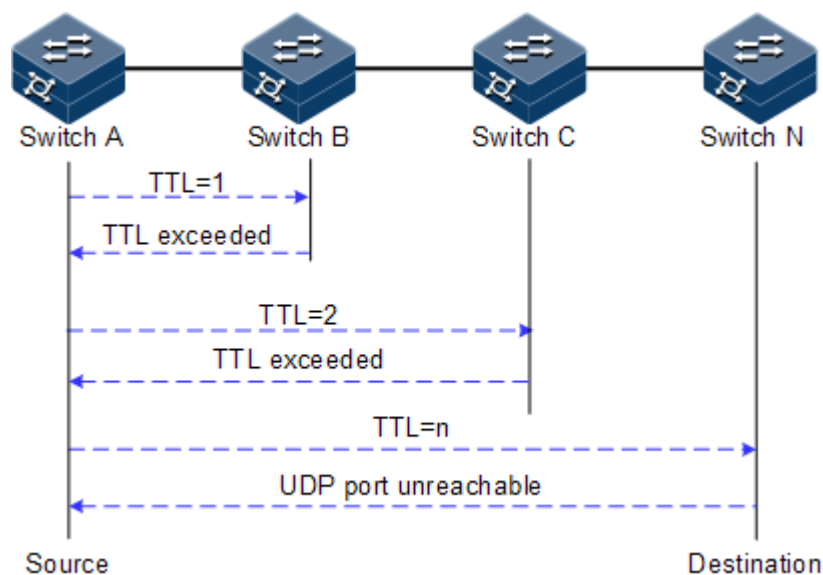 Switch A
Switch B
Switch C
Switch N
TTL=1
TTL exceeded
TTL=2
TTL exceeded
TTL=n
UDP port unreachable
Source
Destination